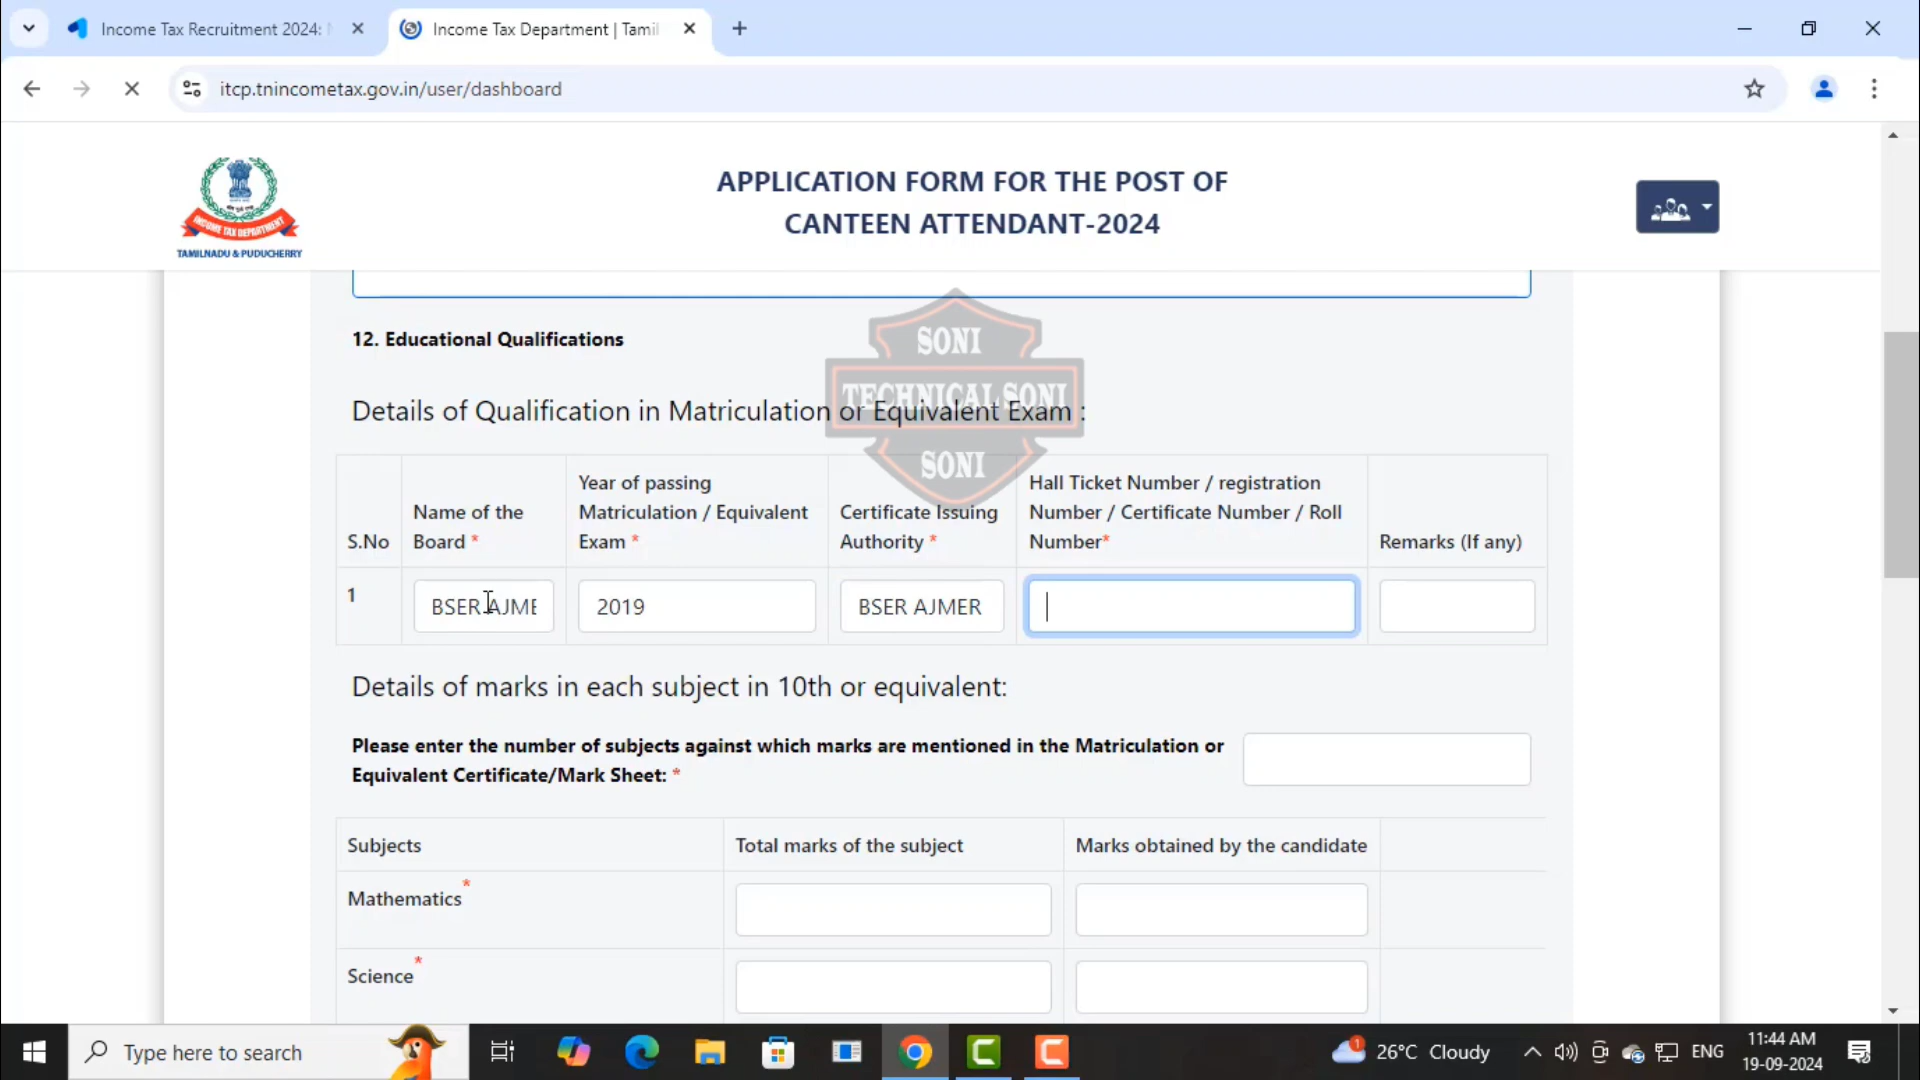 Income Tax Recruitment 2024:
Income Tax Department | Tamil
itcp.tnincometax.gov.in/user/dashboard
INCOME TAX DEPARTMENT
TAMILNADU & PUDUCHERRY
APPLICATION FORM FOR THE POST OF
CANTEEN ATTENDANT-2024
12. Educational Qualifications
SONI
TECHNICAL SONI
SONI
Details of Qualification in Matriculation or Equivalent Exam :
S.No
Name of the
Board *
Year of passing
Matriculation / Equivalent
Exam *
Certificate Issuing
Authority *
Hall Ticket Number / registration
Number / Certificate Number / Roll
Number*
Remarks (If any)
1
BSER AJME
2019
BSER AJMER
Details of marks in each subject in 10th or equivalent:
Please enter the number of subjects against which marks are mentioned in the Matriculation or
Equivalent Certificate/Mark Sheet: *
Subjects
Total marks of the subject
Marks obtained by the candidate
Mathematics *
Science *
Type here to search
1
26°C Cloudy
ENG
11:44 AM
19-09-2024